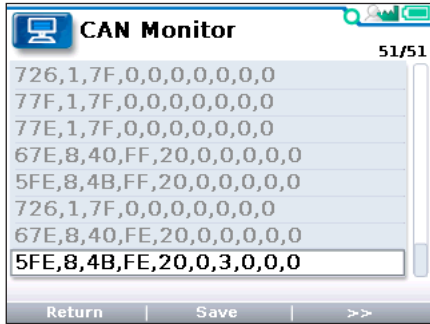 CAN Monitor
51/51
726,1,7F,0,0,0,0,0,0,0
77F,1,7F,0,0,0,0,0,0,0
77E,1,7F,0,0,0,0,0,0,0
67E,8,40,FF,20,0,0,0,0,0
5FE,8,4B,FF,20,0,0,0,0,0
726,1,7F,0,0,0,0,0,0,0
67E,8,40,FE,20,0,0,0,0,0
5FE,8,4B,FE,20,0,3,0,0,0
Return | Save | >>